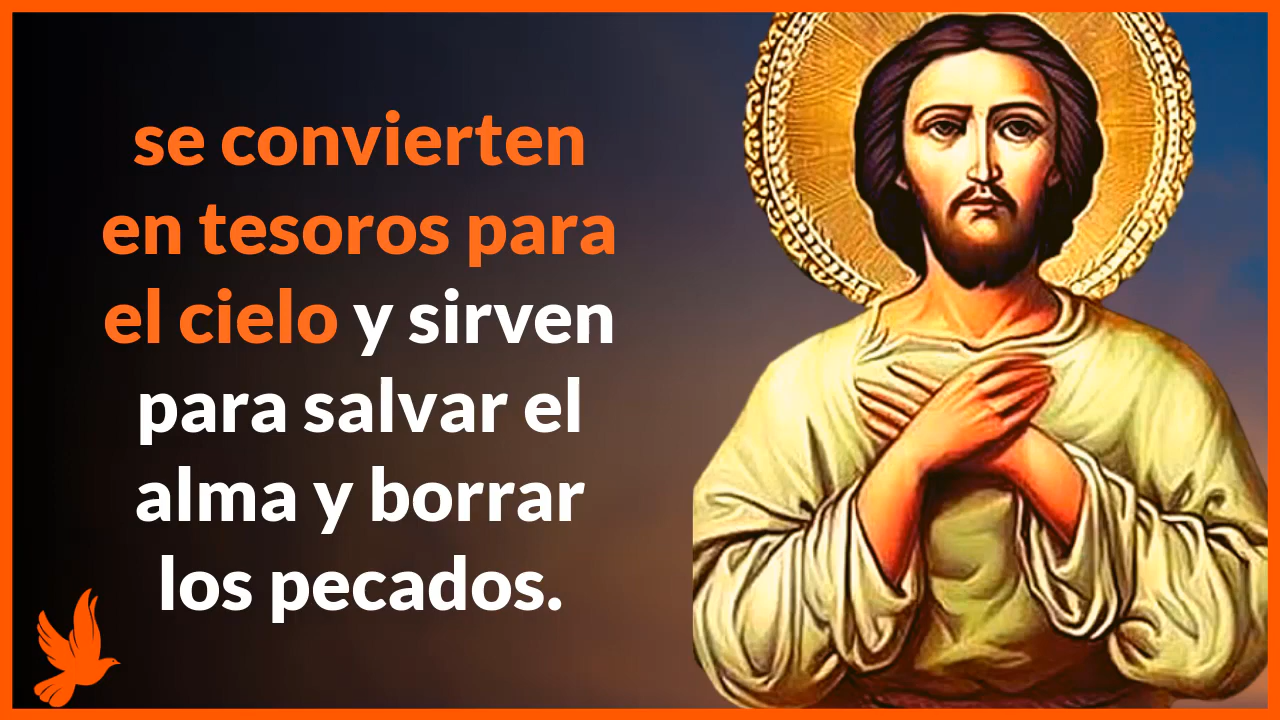 se convierten
en tesoros para
el cielo y sirven
para salvar el
alma y borrar
los pecados.